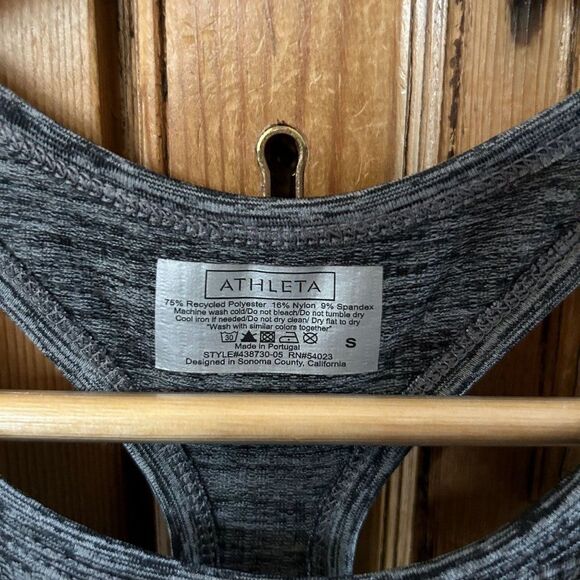 ATHLETA
75% Recycled Polyester 16% Nylon 9% Spandex
Machine wash cold/Do not bleach/Do not tumble dry
Cool iron if needed/Do not dry clean/ Dry flat to dry
"Wash with similar colors together"
30
S
Made in Portugal
STYLE#438730-05 RN#54023
Designed in Sonoma County, California